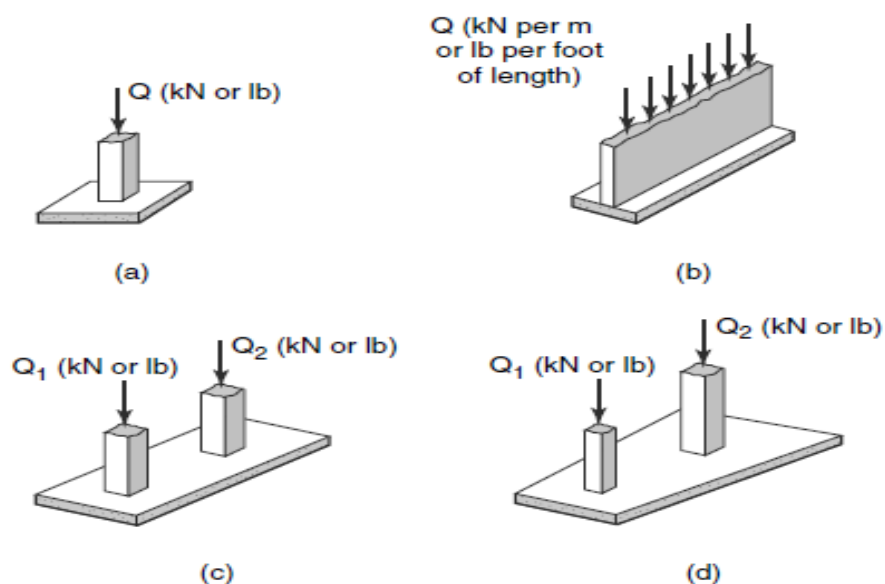 Q (kN or lb)
(a)
Q (kN per m
or lb per foot
of length)
(b)
Q₁ (kN or lb)
Q₂ (kN or lb)
(c)
Q₁ (kN or lb)
Q₂ (kN or lb)
(d)